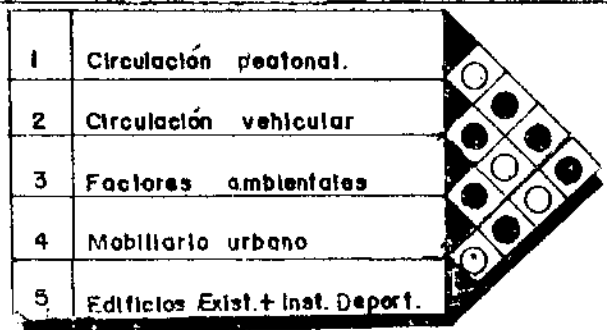 1 Circulación peatonal.
2 Circulación vehicular
3 Factores ambientales
4 Mobiliario urbano
5 Edificios Exist.+ Inst. Deport.